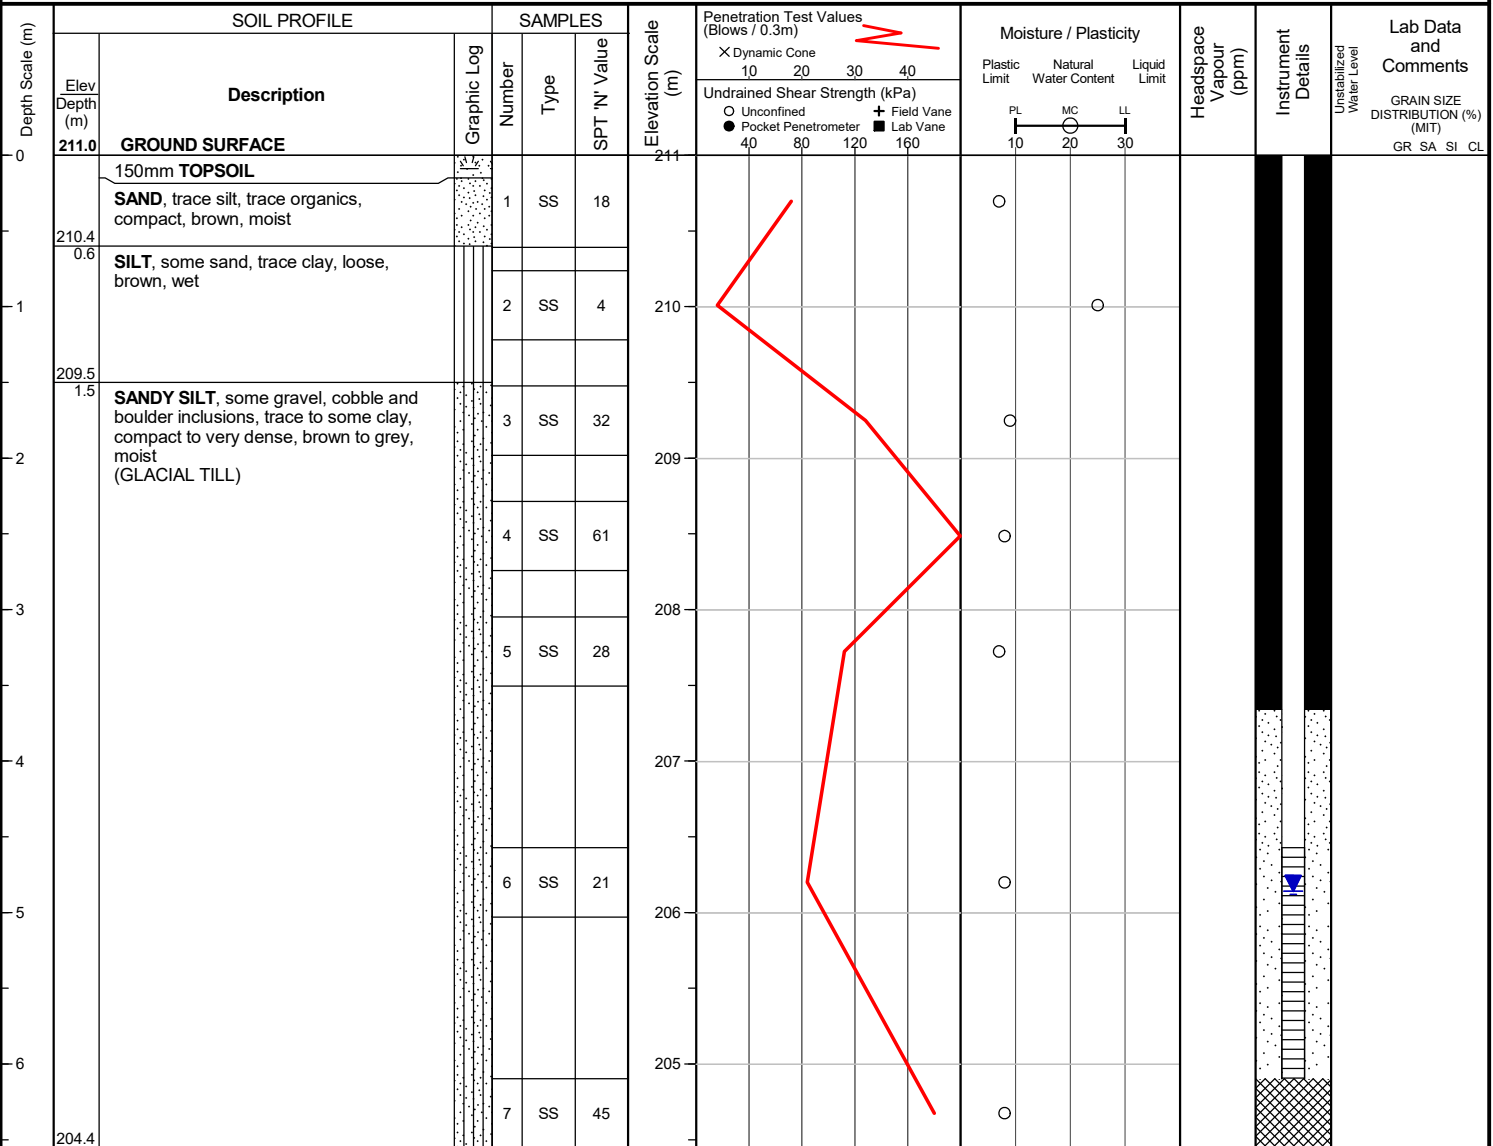 SOIL PROFILE
SAMPLES
Depth Scale (m)
Elev
Depth
(m)
211.0
Description
GROUND SURFACE
Graphic Log
Number
Type
SPT 'N' Value
Elevation Scale
(m)
Penetration Test Values
(Blows / 0.3m)
× Dynamic Cone
10 20 30 40
Undrained Shear Strength (kPa)
Unconfined
Field Vane
Pocket Penetrometer
Lab Vane
40 80 120 160
Moisture / Plasticity
Plastic
Limit
Natural
Water Content
Liquid
Limit
PL MC LL
10 20 30
Headspace
Vapour
(ppm)
Instrument
Details
Unstabilized
Water Level
Lab Data
and
Comments
GRAIN SIZE
DISTRIBUTION (%)
(MIT)
GR SA SI CL
0
211
150mm TOPSOIL
SAND, trace silt, trace organics,
compact, brown, moist
1 SS 18
210.4
0.6
SILT, some sand, trace clay, loose,
brown, wet
1
2 SS 4
210
209.5
1.5
SANDY SILT, some gravel, cobble and
boulder inclusions, trace to some clay,
compact to very dense, brown to grey,
moist
(GLACIAL TILL)
3 SS 32
2
209
4 SS 61
3
208
5 SS 28
4
207
6 SS 21
5
206
6
205
7 SS 45
204.4